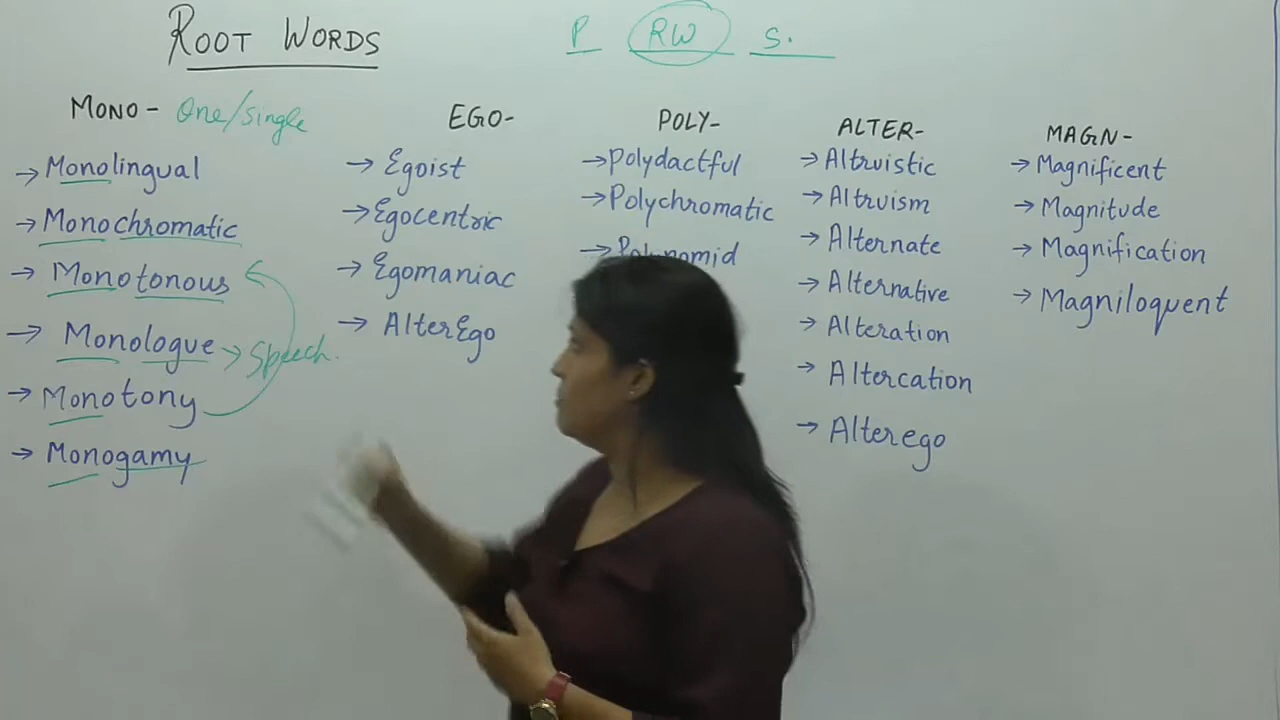 ROOT WORDS
P RW S.
MONO- One/Single
→ Monolingual
→ Monochromatic
→ Monotonous
→ Monologue → Speech.
→ Monotony
→ Monogamy
EGO-
→ Egoist
→ Egocentric
→ Egomaniac
→ AlterEgo
POLY-
→ Polydactful
→ Polychromatic
ALTER-
→ Altruistic
→ Altruism
→ Alternate
→ Alternative
→ Alteration
→ Altercation
→ Alterego
MAGN-
→ Magnificent
→ Magnitude
→ Magnification
→ Magniloquent